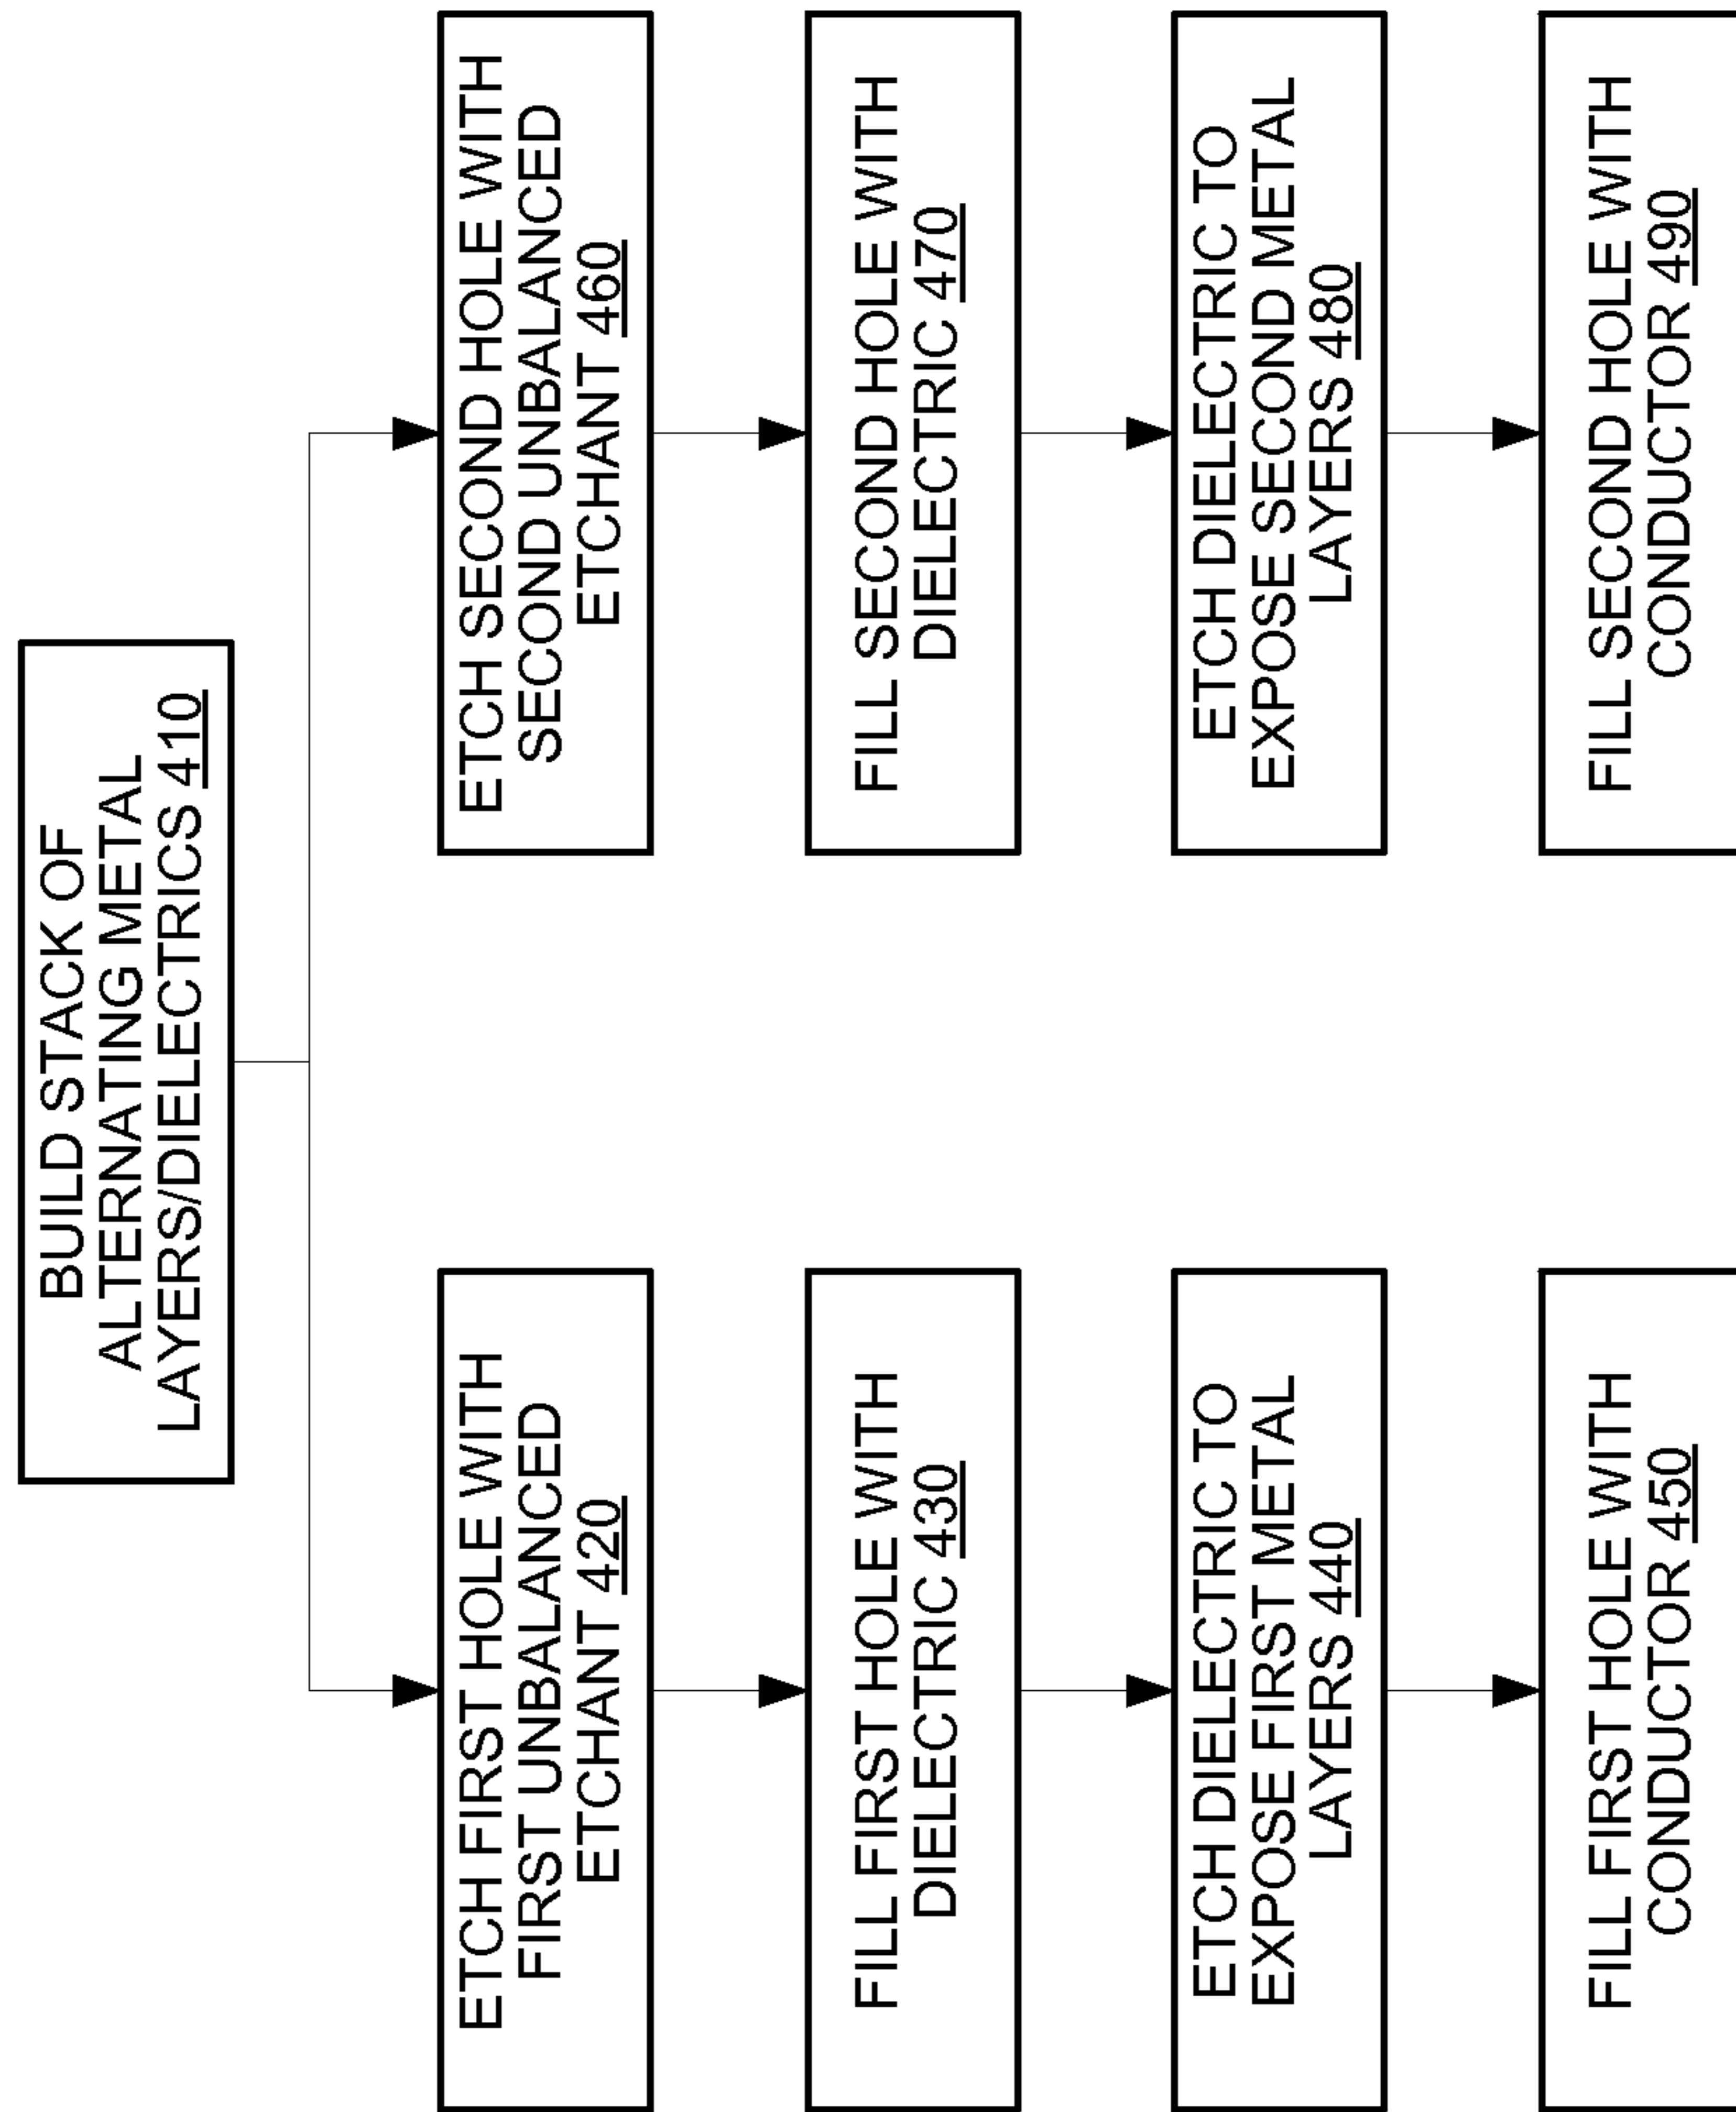 BUILD STACK OF
ALTERNATING METAL
LAYERS/DIELECTRICS 410
ETCH FIRST HOLE WITH
FIRST UNBALANCED
ETCHANT 420
FILL FIRST HOLE WITH
DIELECTRIC 430
ETCH DIELECTRIC TO
EXPOSE FIRST METAL
LAYERS 440
FILL FIRST HOLE WITH
CONDUCTOR 450
ETCH SECOND HOLE WITH
SECOND UNBALANCED
ETCHANT 460
FILL SECOND HOLE WITH
DIELECTRIC 470
ETCH DIELECTRIC TO
EXPOSE SECOND METAL
LAYERS 480
FILL SECOND HOLE WITH
CONDUCTOR 490